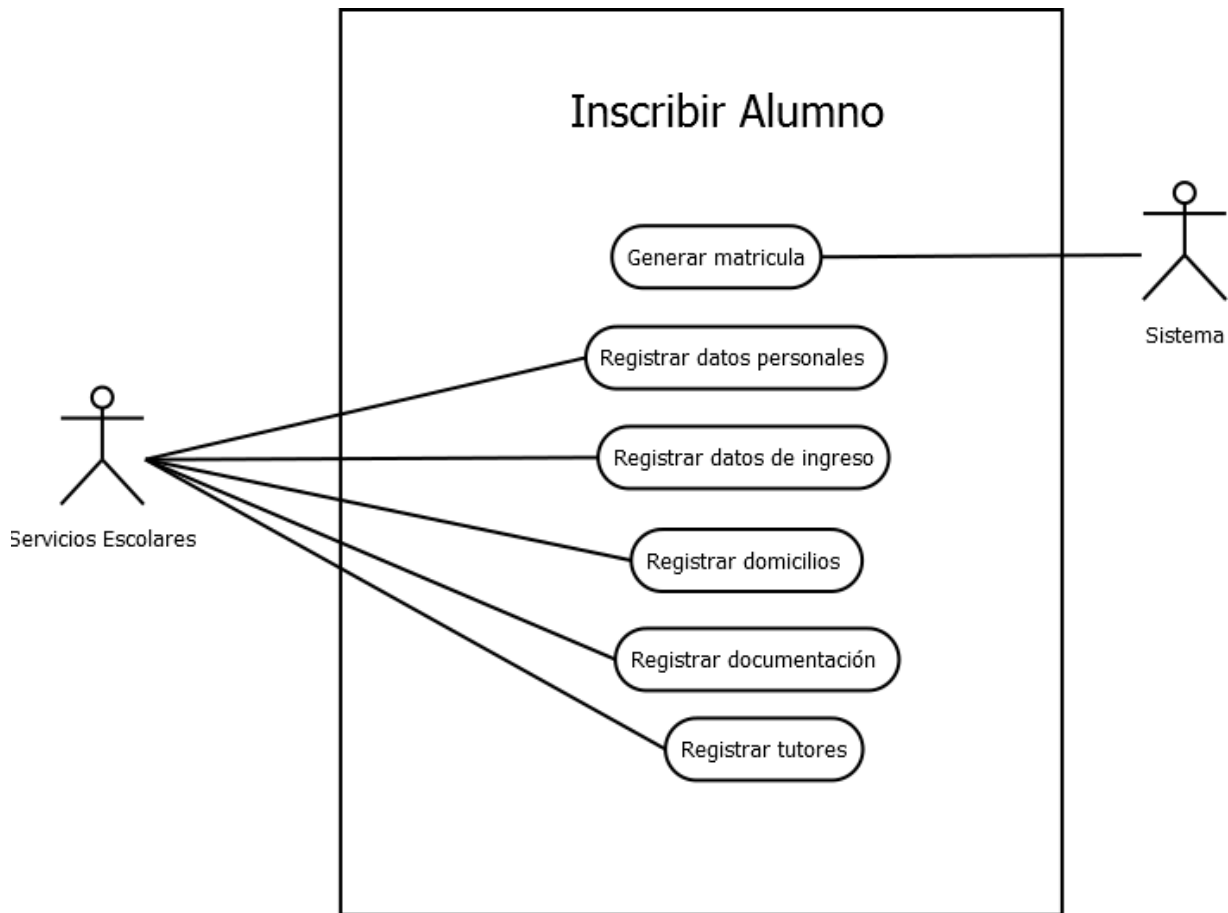 Inscribir Alumno
Generar matricula
Sistema
Registrar datos personales
Registrar datos de ingreso
Servicios Escolares
Registrar domicilios
Registrar documentación
Registrar tutores